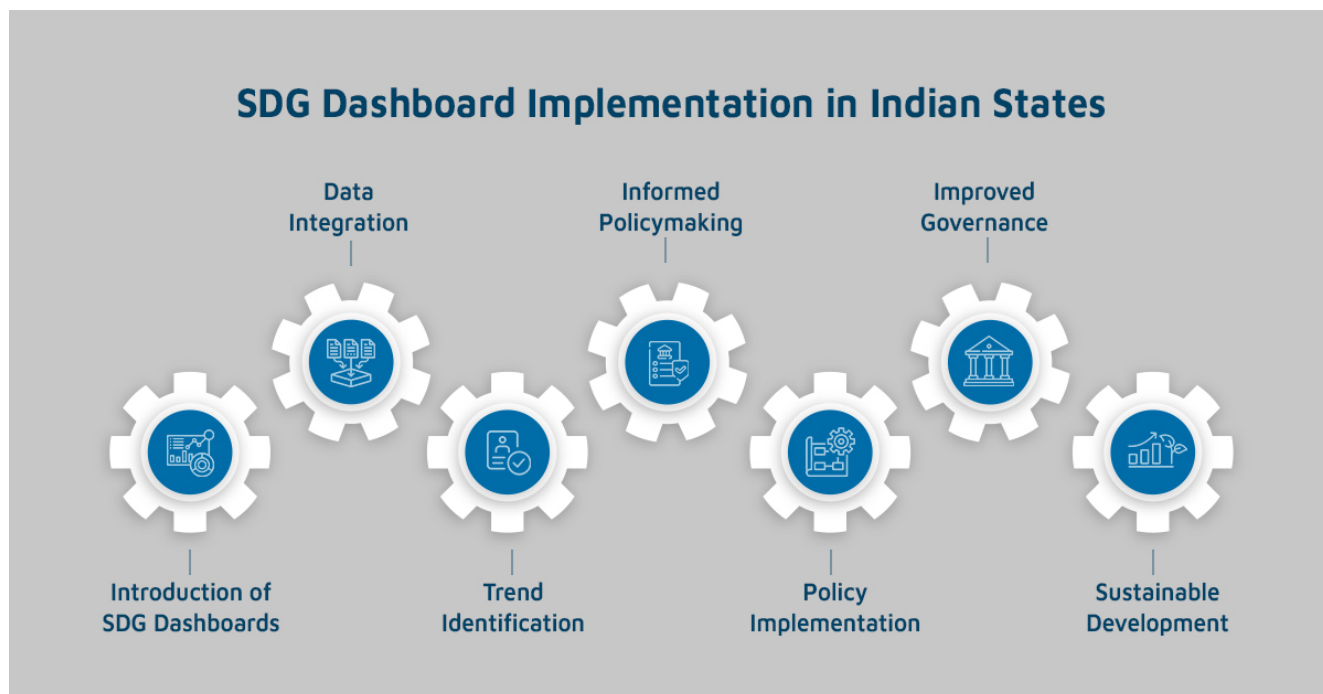 SDG Dashboard Implementation in Indian States
Data
Integration
Informed
Policymaking
Improved
Governance
Introduction of
SDG Dashboards
Trend
Identification
Policy
Implementation
Sustainable
Development